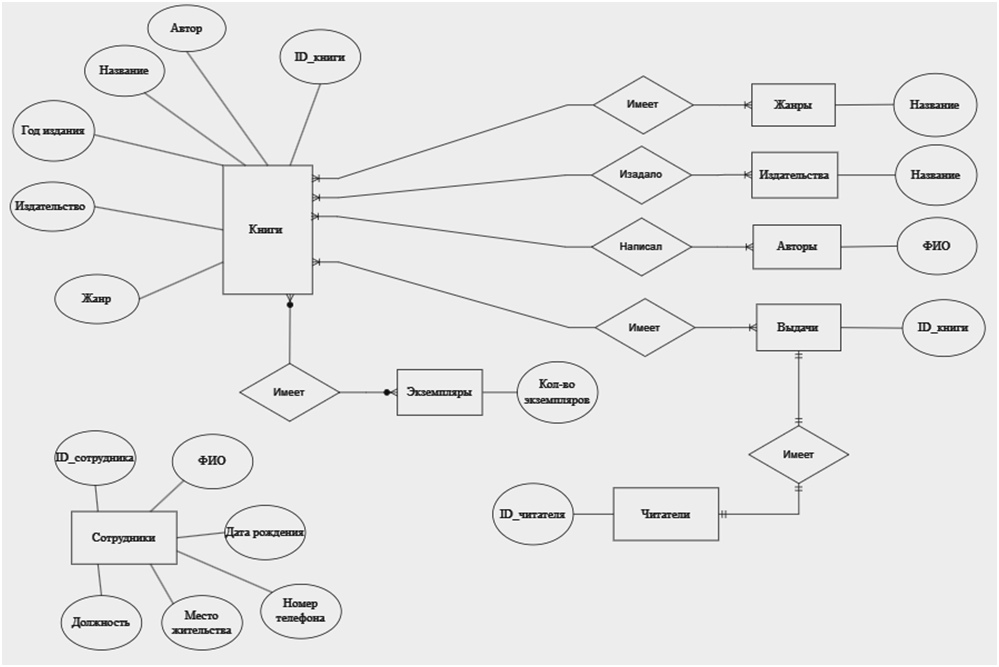 Автор
Название
ID_книги
Год издания
Издательство
Жанр
Книги
Имеет
Жанры
Название
Изадало
Издательства
Название
Написал
Авторы
ФИО
Имеет
Выдачи
ID_книги
Имеет
Экземпляры
Кол-во
экземпляров
Имеет
ID_читателя
Читатели
ID_сотрудника
ФИО
Сотрудники
Дата рождения
Должность
Место
жительства
Номер
телефона